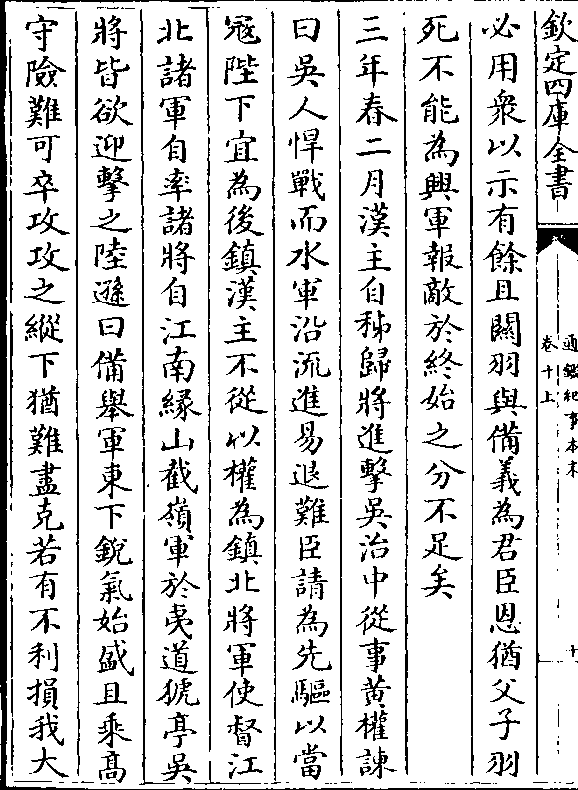 欽定四庫全書
通鑑紀事本末
卷十上
十
必用衆以示有餘且關羽與備義為君臣恩猶父子羽
死不能為興軍報敵於終始之分不足矣
三年春二月漢主自秭歸將進擊吳治中從事黄權諫
曰吳人悍戰而水軍沿流進易退難臣請為先驅以當
寇陛下宜為後鎮漢主不從以權為鎮北將軍使督江
北諸軍自率諸將自江南緣山截嶺軍於夷道猇亭吳
將皆欲迎擊之陸遜曰備舉軍東下銳氣始盛且乘髙
守險難可卒攻攻之縱下猶難盡克若有不利損我大